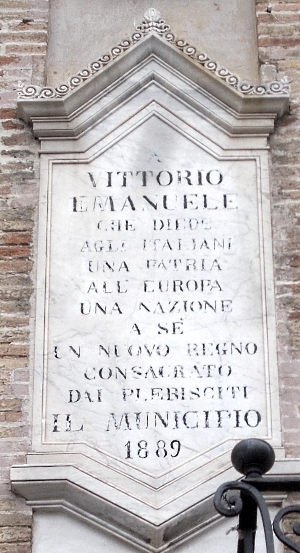 A
VITTORIO
EMANUELE
CHE DIEDE
AGLI ITALIANI
UNA PATRIA
ALL' EUROPA
UNA NAZIONE
A SÉ
UN NUOVO REGNO
CONSACRATO
DAI PLEBISCITI
IL MUNICIPIO
1889